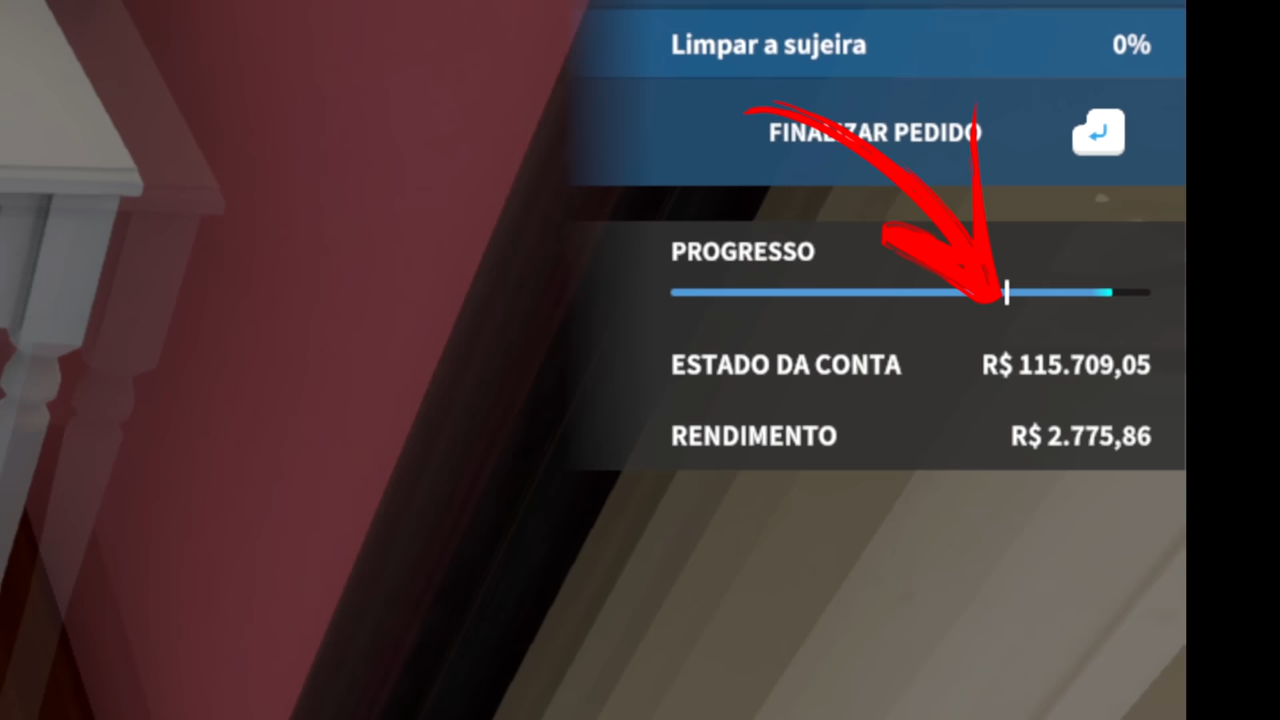 Limpar a sujeira 0%
FINALIZAR PEDIDO
PROGRESSO
ESTADO DA CONTA R$ 115.709,05
RENDIMENTO R$ 2.775,86